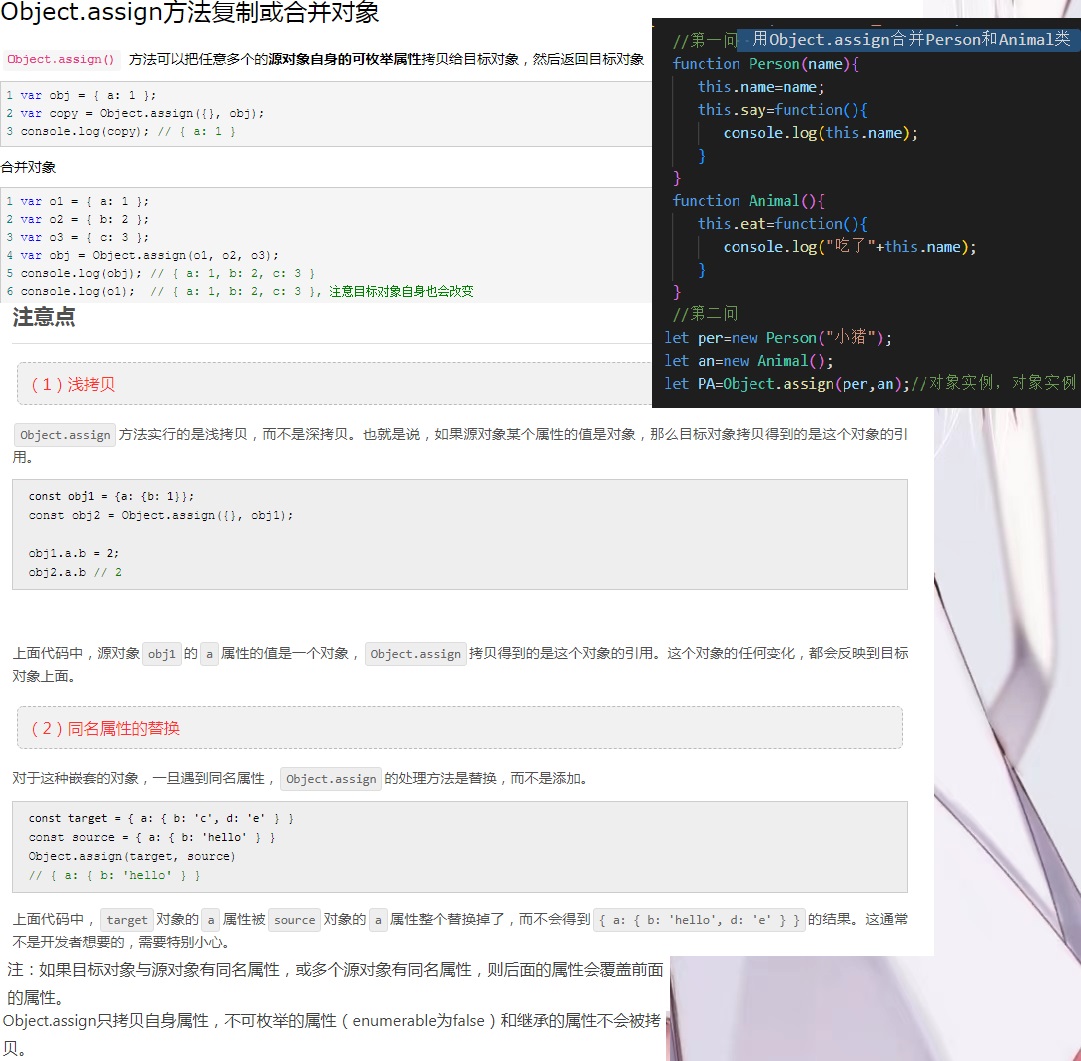 Object.assign方法复制或合并对象
Object.assign() 方法可以把任意多个的源对象自身的可枚举属性拷贝给目标对象，然后返回目标对象
1 var obj = { a: 1 };
2 var copy = Object.assign({}, obj);
3 console.log(copy); // { a: 1 }
合并对象
1 var o1 = { a: 1 };
2 var o2 = { b: 2 };
3 var o3 = { c: 3 };
4 var obj = Object.assign(o1, o2, o3);
5 console.log(obj); // { a: 1, b: 2, c: 3 }
6 console.log(o1);  // { a: 1, b: 2, c: 3 }, 注意目标对象自身也会改变
//第一问 用Object.assign合并Person和Animal类
function Person(name){
this.name=name;
this.say=function(){
console.log(this.name);
}
}
function Animal(){
this.eat=function(){
console.log("吃了"+this.name);
}
}
//第二问
let per=new Person("小猪");
let an=new Animal();
let PA=Object.assign(per,an);//对象实例，对象实例
注意点
（1）浅拷贝
Object.assign 方法实行的是浅拷贝，而不是深拷贝。也就是说，如果源对象某个属性的值是对象，那么目标对象拷贝得到的是这个对象的引
用。
const obj1 = {a: {b: 1}};
const obj2 = Object.assign({}, obj1);
obj1.a.b = 2;
obj2.a.b // 2
上面代码中，源对象 obj1 的 a 属性的值是一个对象， Object.assign 拷贝得到的是这个对象的引用。这个对象的任何变化，都会反映到目标
对象上面。
（2）同名属性的替换
对于这种嵌套的对象，一旦遇到同名属性， Object.assign 的处理方法是替换，而不是添加。
const target = { a: { b: 'c', d: 'e' } }
const source = { a: { b: 'hello' } }
Object.assign(target, source)
// { a: { b: 'hello' } }
上面代码中， target 对象的 a 属性被 source 对象的 a 属性整个替换掉了，而不会得到 { a: { b: 'hello', d: 'e' } } 的结果。这通常
不是开发者想要的，需要特别小心。
注：如果目标对象与源对象有同名属性，或多个源对象有同名属性，则后面的属性会覆盖前面
的属性。
Object.assign只拷贝自身属性，不可枚举的属性（enumerable为false）和继承的属性不会被拷
贝。